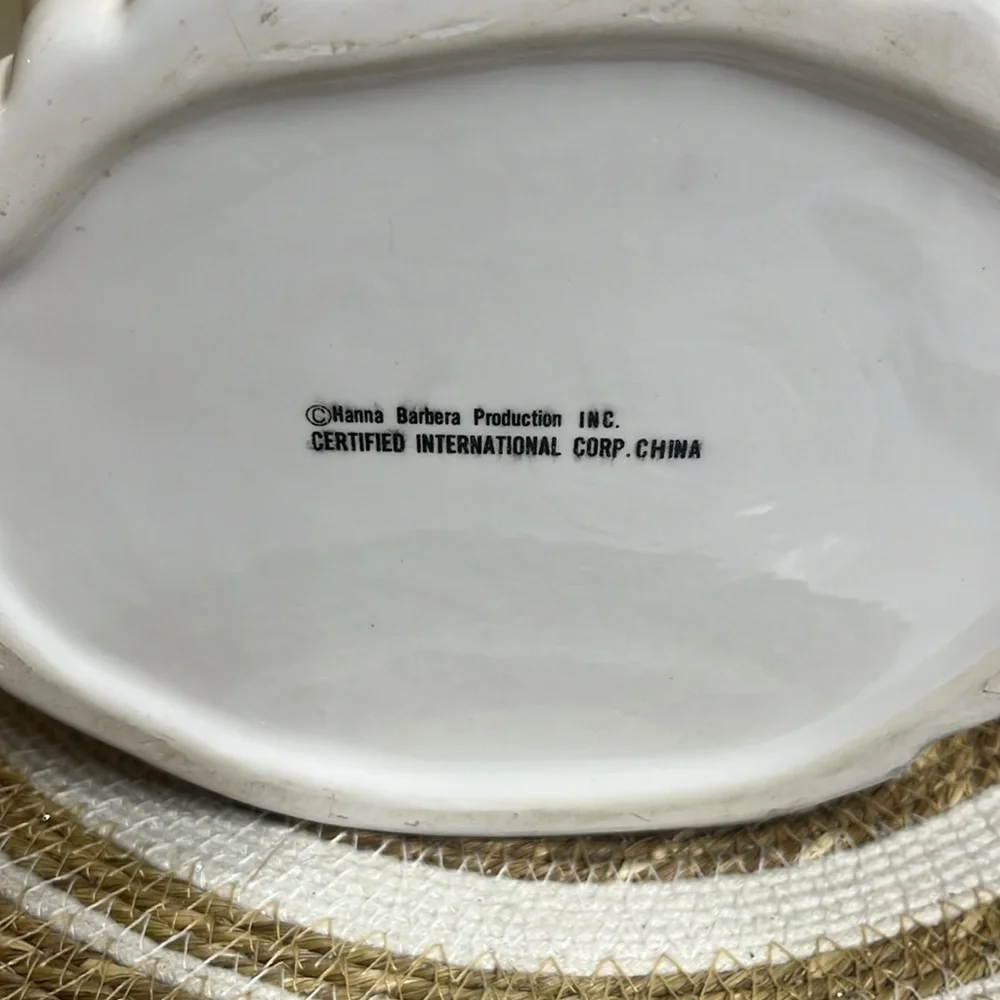 ©Hanna Barbera Production INC.
CERTIFIED INTERNATIONAL CORP. CHINA